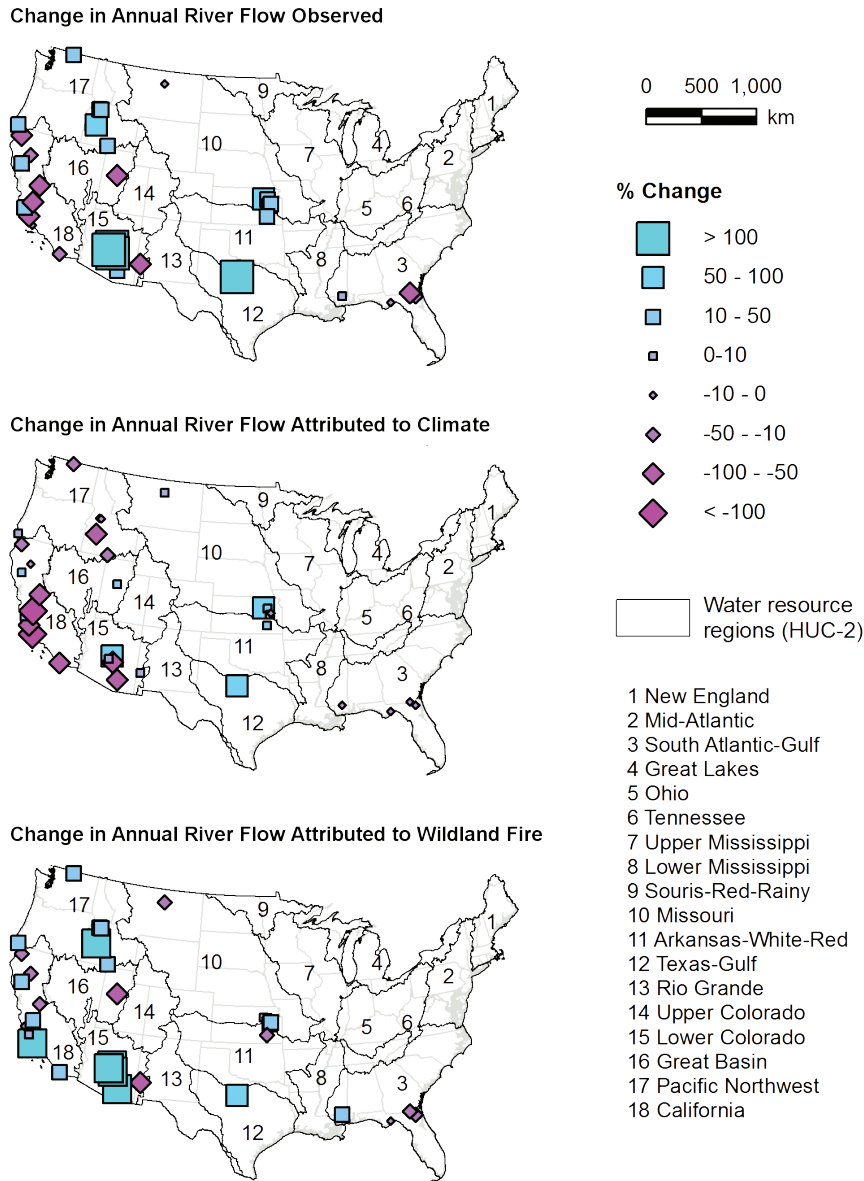 Change in Annual River Flow Observed
17
9
1
10
7
4
2
16
14
5
6
15
11
18
13
8
3
12
Change in Annual River Flow Attributed to Climate
17
9
1
10
7
4
2
16
14
5
6
18
15
11
13
8
3
12
Change in Annual River Flow Attributed to Wildland Fire
17
9
1
10
7
4
2
16
14
5
6
15
11
18
13
8
3
12
0 500 1,000
km
% Change
> 100
50 - 100
10 - 50
0-10
-10 - 0
-50 - -10
-100 - -50
< -100
Water resource
regions (HUC-2)
1 New England
2 Mid-Atlantic
3 South Atlantic-Gulf
4 Great Lakes
5 Ohio
6 Tennessee
7 Upper Mississippi
8 Lower Mississippi
9 Souris-Red-Rainy
10 Missouri
11 Arkansas-White-Red
12 Texas-Gulf
13 Rio Grande
14 Upper Colorado
15 Lower Colorado
16 Great Basin
17 Pacific Northwest
18 California